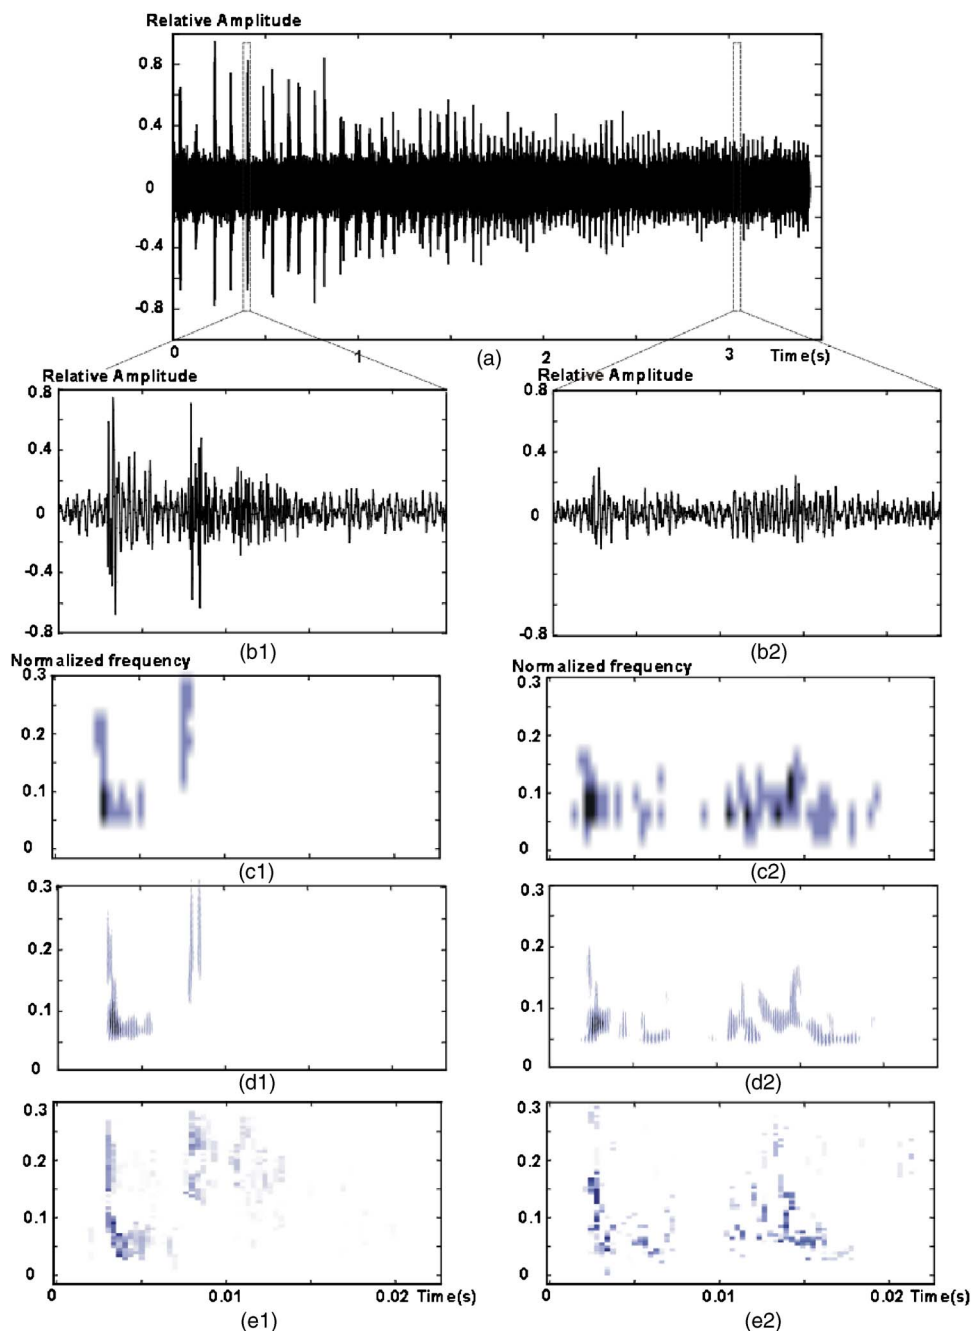 Relative Amplitude
0.8
0.4
0
-0.4
-0.8
0 1 2 3 Time(s)
(a)
Relative Amplitude
0.8
0.4
0
-0.4
-0.8
(b1)
Relative Amplitude
0.8
0.4
0
-0.4
-0.8
(b2)
Normalized frequency
0.3
0.2
0.1
0
(c1)
Normalized frequency
0.3
0.2
0.1
0
(c2)
0.3
0.2
0.1
0
(d1)
0.3
0.2
0.1
0
(d2)
0.3
0.2
0.1
0
0 0.01 0.02 Time(s)
(e1)
0.3
0.2
0.1
0
0 0.01 0.02 Time(s)
(e2)